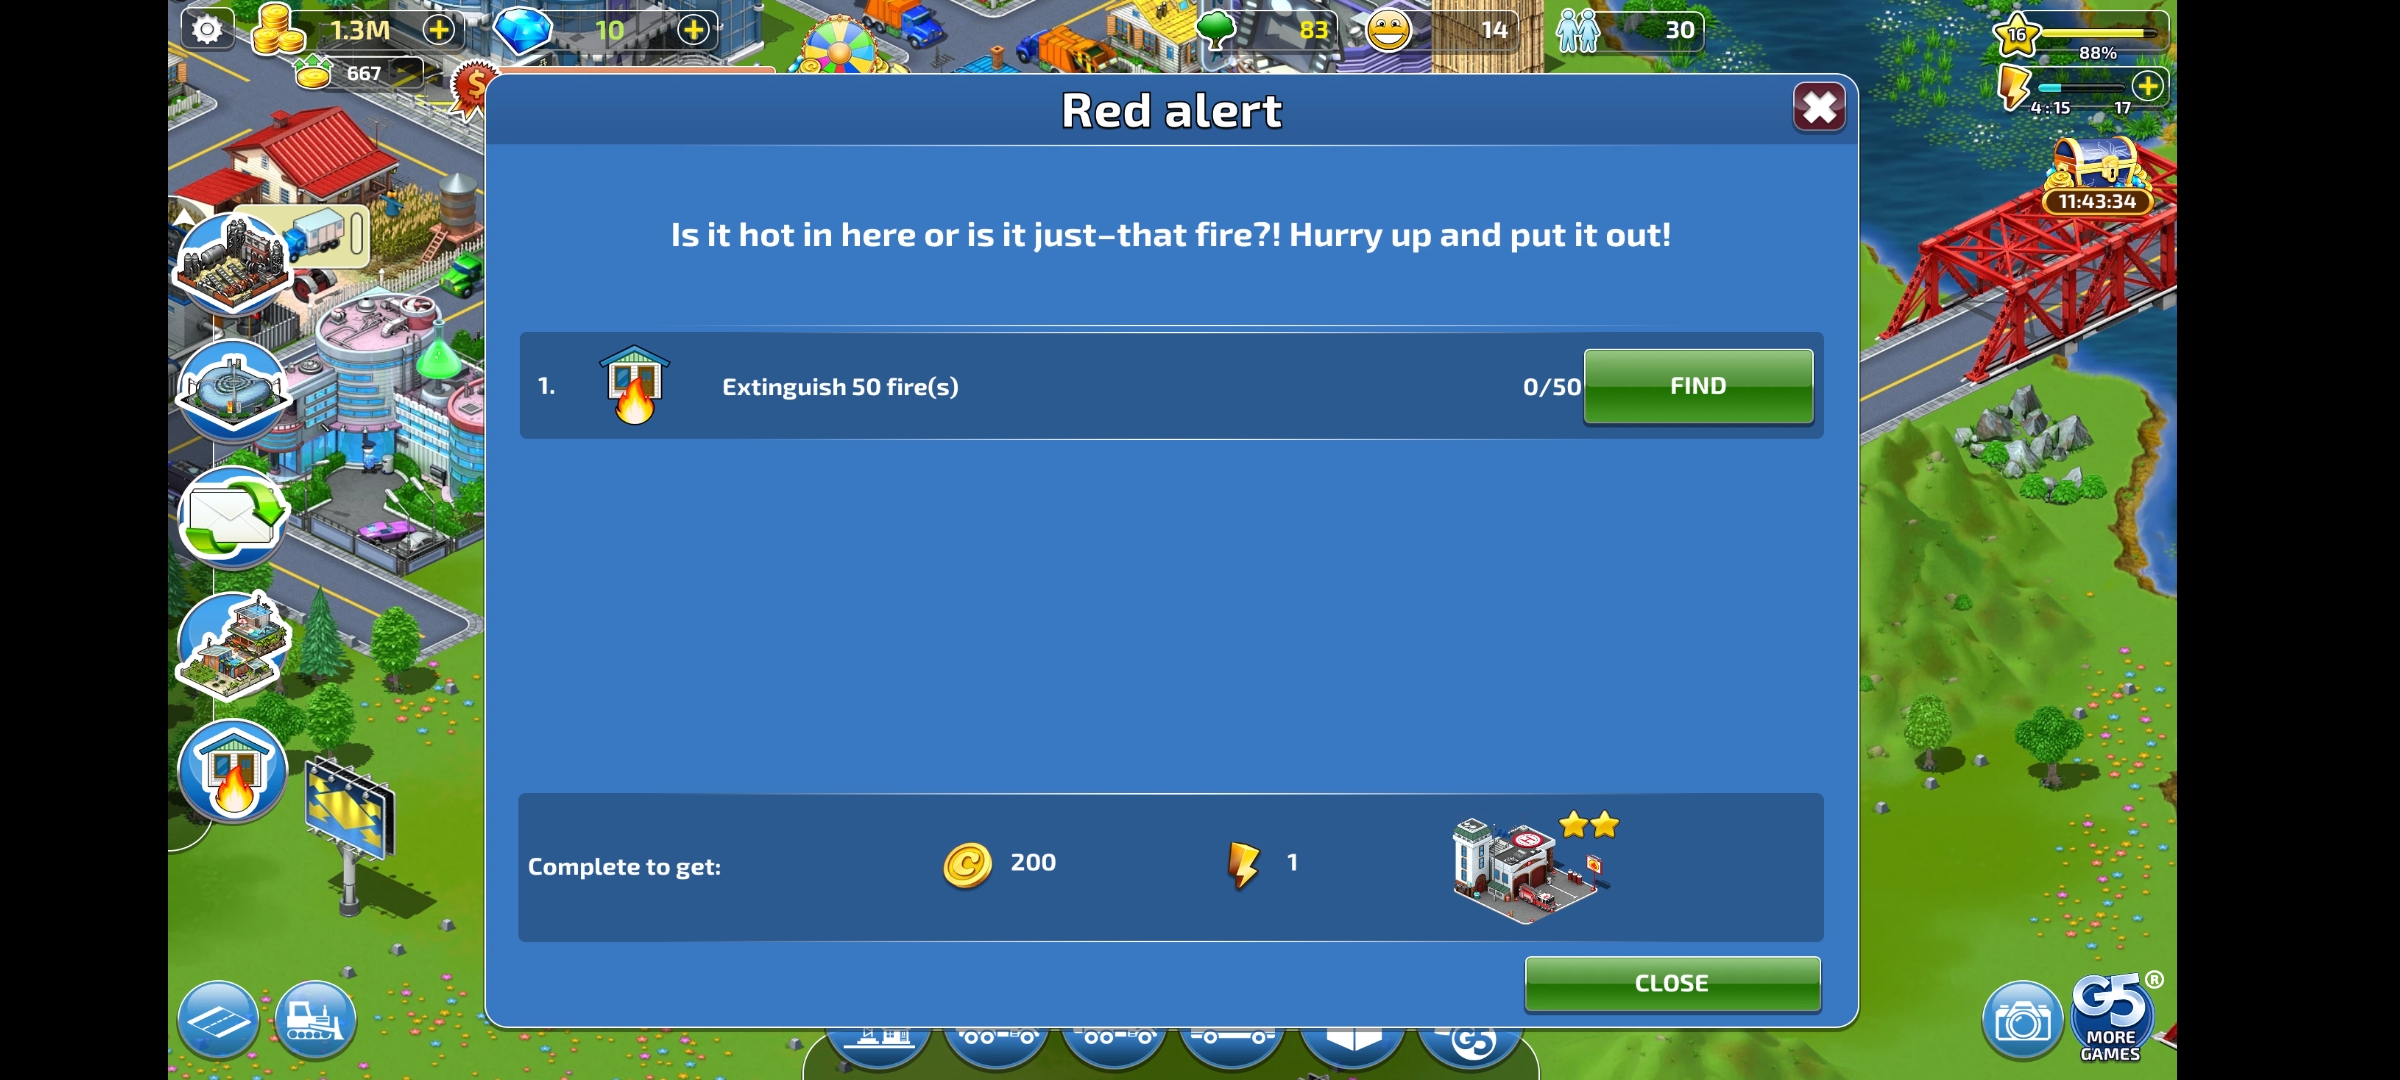 1.3M
10
83
14
30
16
88%
667
4:15
17
Red alert
11:43:34
Is it hot in here or is it just–that fire?! Hurry up and put it out!
1.
Extinguish 50 fire(s)
0/50
FIND
Complete to get:
200
1
CLOSE
G5
G5®
MORE
GAMES